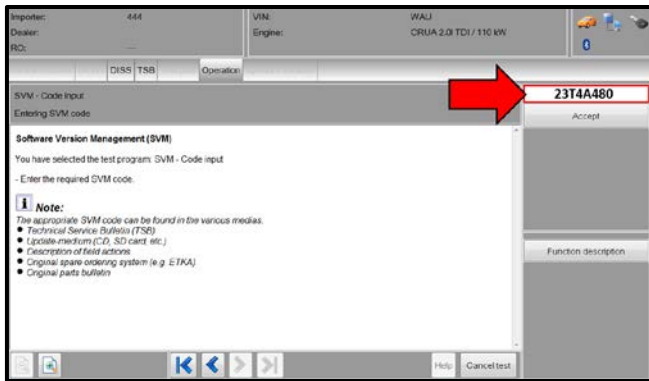 Importer: 444
Dealer:
RO: ---
VIN: WAU
Engine: CRUA 2.0l TDI / 110 kW
DISS TSB Operation
SVM - Code input
Entering SVM code
23T4A480
Accept
Software Version Management (SVM)
You have selected the test program: SVM - Code input
- Enter the required SVM code.
Note:
The appropriate SVM code can be found in the various medias.
● Technical Service Bulletin (TSB)
● Update-medium (CD, SD card, etc.)
● Description of field actions
● Original spare ordering system (e.g. ETKA)
● Original parts bulletin
Function description
Help
Cancel test